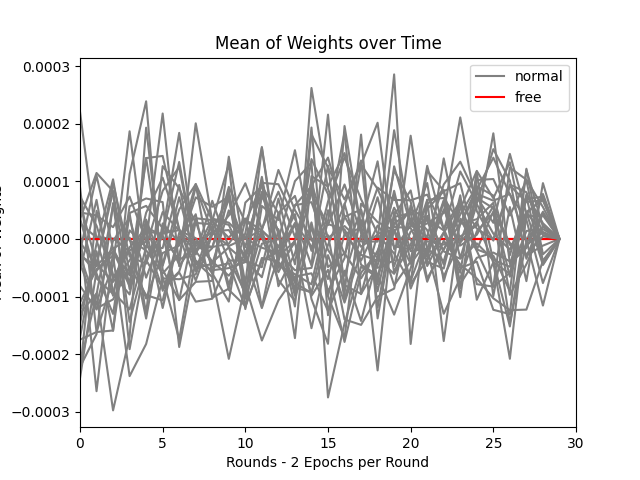 Mean of Weights over Time
normal
free
0.0003
0.0002
0.0001
0.0000
−0.0001
−0.0002
−0.0003
0 5 10 15 20 25 30
Rounds - 2 Epochs per Round